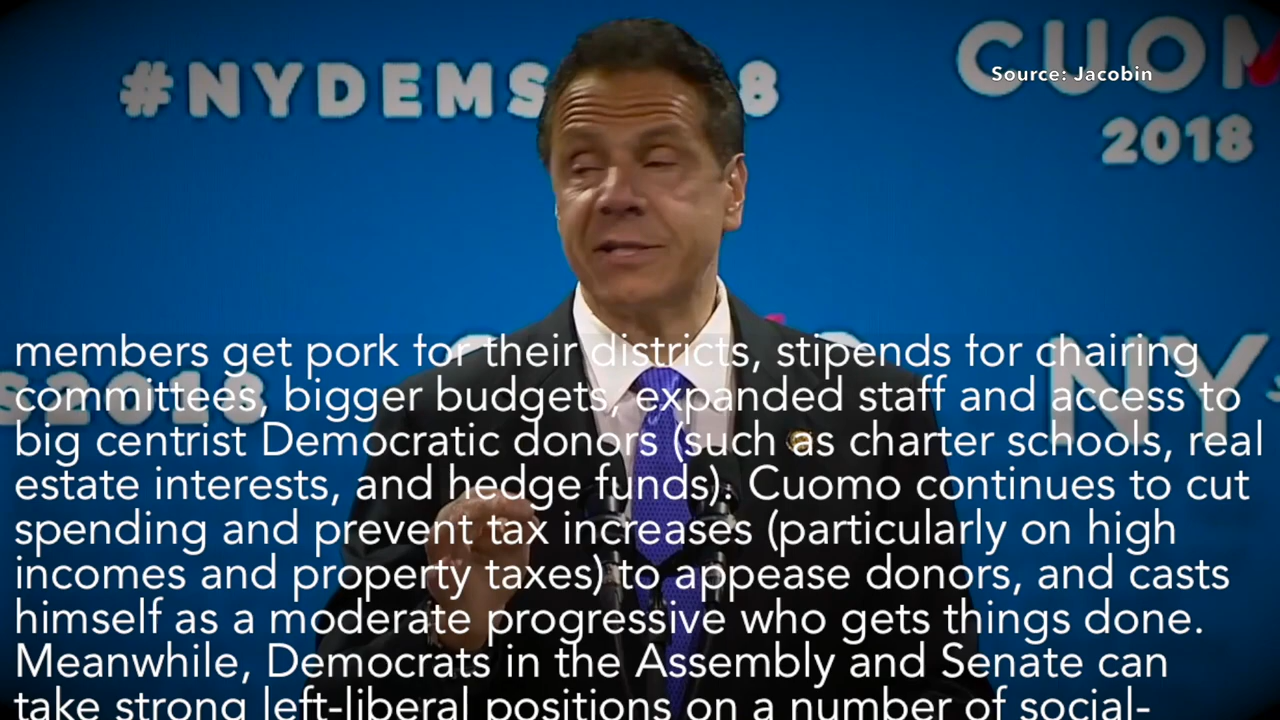 #NYDEMS 8
CUOM
Source: Jacobin
2018
NY
S2018
members get pork for their districts, stipends for chairing
committees, bigger budgets, expanded staff and access to
big centrist Democratic donors (such as charter schools, real
estate interests, and hedge funds). Cuomo continues to cut
spending and prevent tax increases (particularly on high
incomes and property taxes) to appease donors, and casts
himself as a moderate progressive who gets things done.
Meanwhile, Democrats in the Assembly and Senate can
take strong left-liberal positions on a number of social-